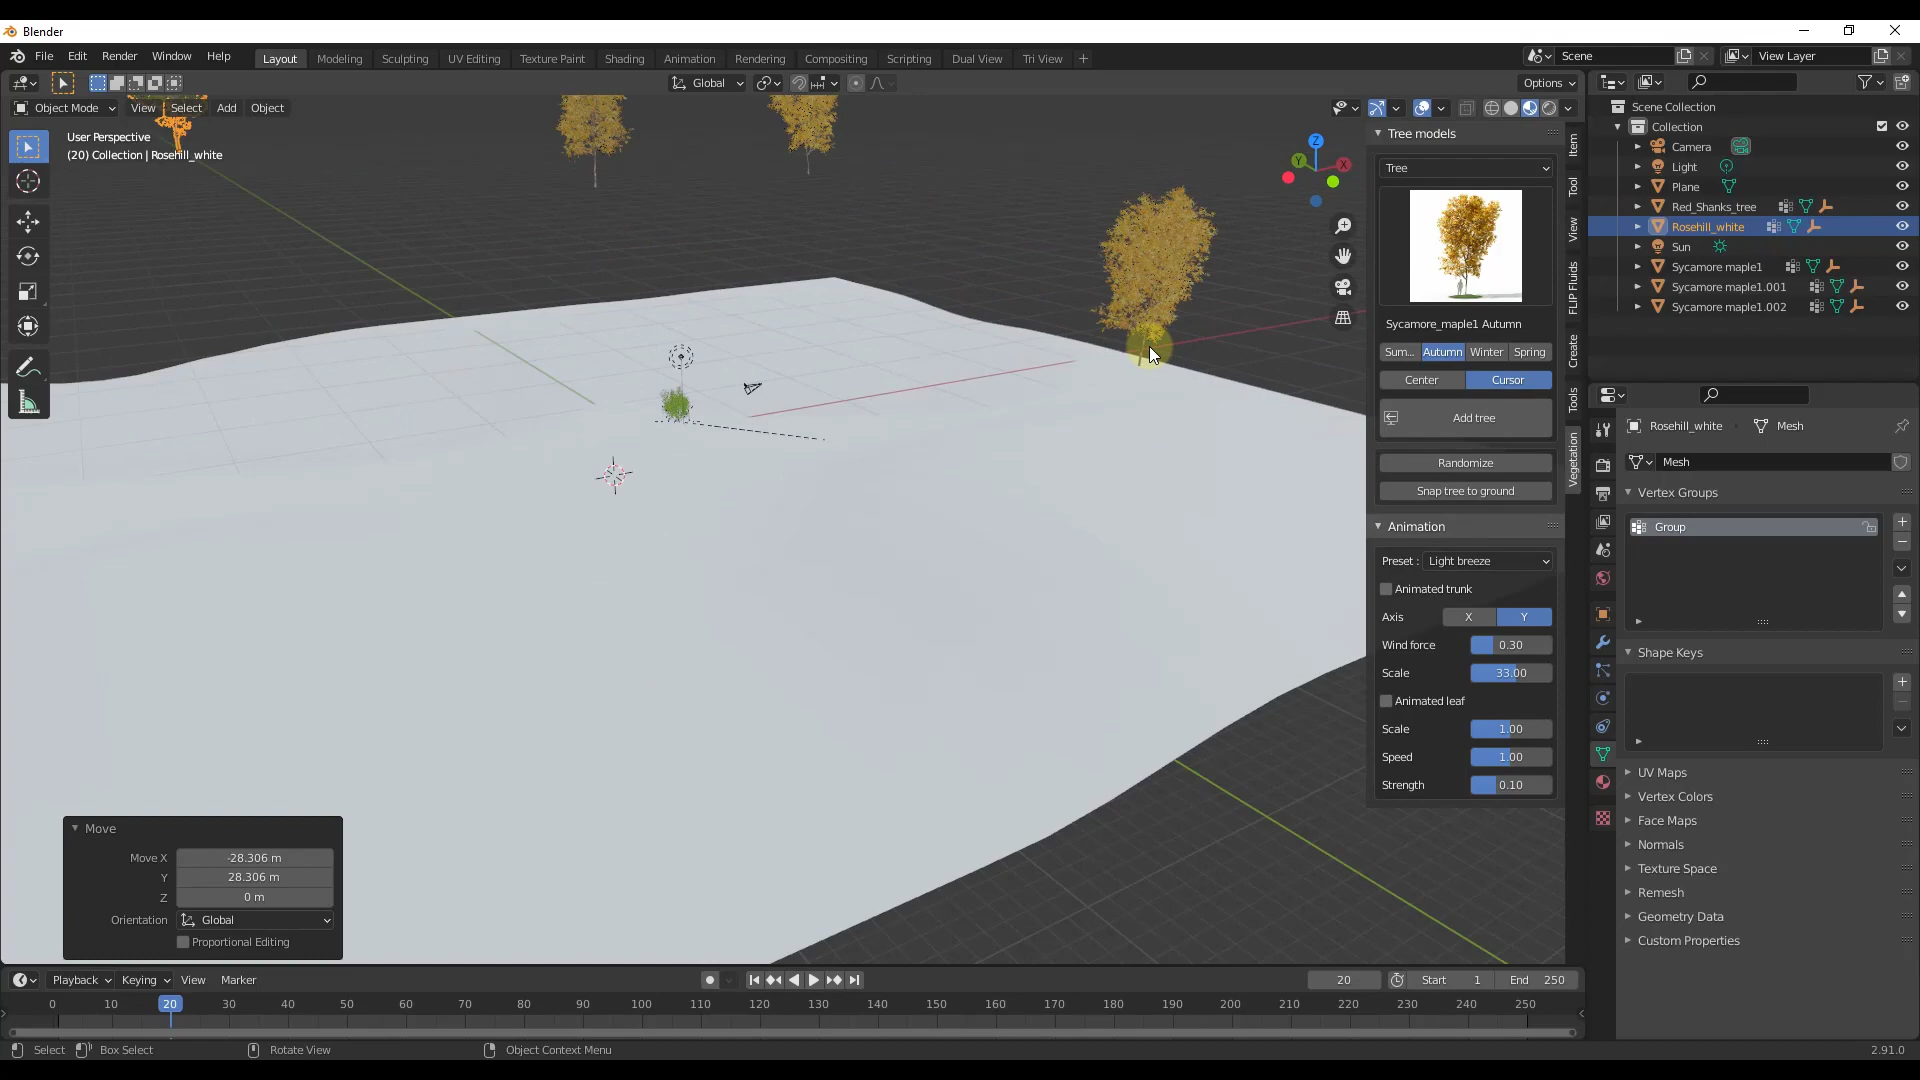 Blender
File Edit Render Window Help Layout Modeling Sculpting UV Editing Texture Paint Shading Animation Rendering Compositing Scripting Dual View Tri View + Scene View Layer
Global Options
Object Mode View Select Add Object
User Perspective
(20) Collection | Rosehill_white
Z
Y
X
Tree models
Tree
Sycamore_maple1 Autumn
Sum... Autumn Winter Spring
Center Cursor
Add tree
Randomize
Snap tree to ground
Animation
Preset : Light breeze
Animated trunk
Axis X Y
Wind force 0.30
Scale 33.00
Animated leaf
Scale 1.00
Speed 1.00
Strength 0.10
Item
Tool
View
FLIP Fluids
Create
Tools
Vegetation
Scene Collection
Collection
Camera
Light
Plane
Red_Shanks_tree
Rosehill_white
Sun
Sycamore maple1
Sycamore maple1.001
Sycamore maple1.002
Rosehill_white Mesh
Mesh
Vertex Groups
Group
Shape Keys
UV Maps
Vertex Colors
Face Maps
Normals
Texture Space
Remesh
Geometry Data
Custom Properties
Move
Move X -28.306 m
Y 28.306 m
Z 0 m
Orientation Global
Proportional Editing
Playback Keying View Marker 20 Start 1 End 250
0 10 20 30 40 50 60 70 80 90 100 110 120 130 140 150 160 170 180 190 200 210 220 230 240 250
Select Box Select Rotate View Object Context Menu 2.91.0